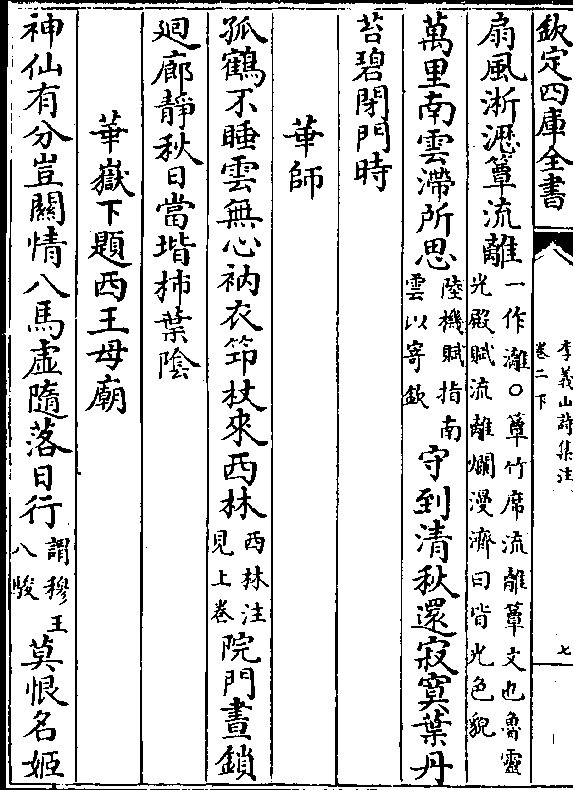 欽定四庫全書
李義山詩集注
卷二下
七
扇風淅瀝簟流離一作灕○簟竹席流離簟文也魯靈
光殿賦流離爛漫濟曰皆光色貌
萬里南雲滯所思陸機賦指南
雲以寄欽守到清秋還寂寞葉丹
苔碧閉門時
華師
孤鶴不睡雲無心衲衣筇杖來西林西林注
見上卷院門晝鎖
廻廊靜秋日當堦柿葉陰
華嶽下題西王母廟
神仙有分豈關情八馬虛隨落日行謂穆王
八駿莫恨名姬